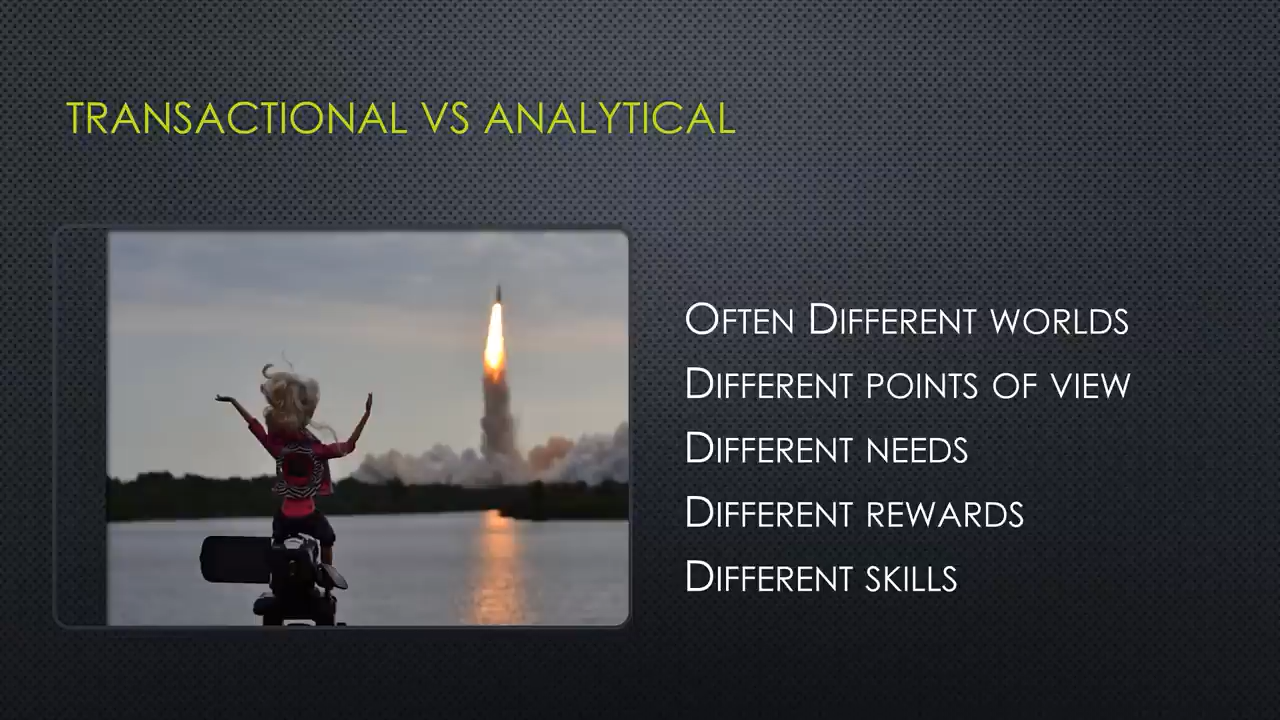 TRANSACTIONAL VS ANALYTICAL
OFTEN DIFFERENT WORLDS
DIFFERENT POINTS OF VIEW
DIFFERENT NEEDS
DIFFERENT REWARDS
DIFFERENT SKILLS